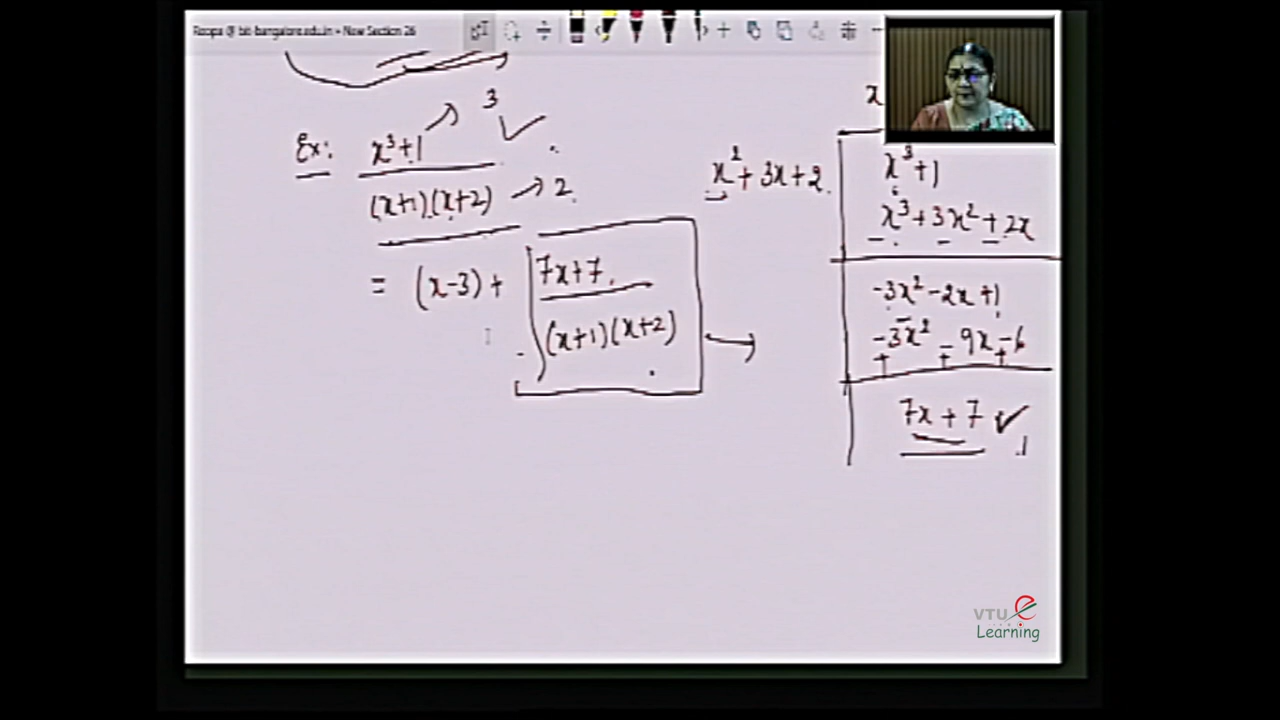 Roopa @ bit-bangalore.edu.in • New Section 26
Ex: x³+1 → 3 ✓
(x+1)(x+2) → 2
= (x-3) + 7x+7
(x+1)(x+2) →
x
x²+3x+2
x³+1
x³+3x²+2x
- - -
-3x²-2x+1
-3x²-9x-6
+ + +
7x+7 ✓
VTU e
Learning